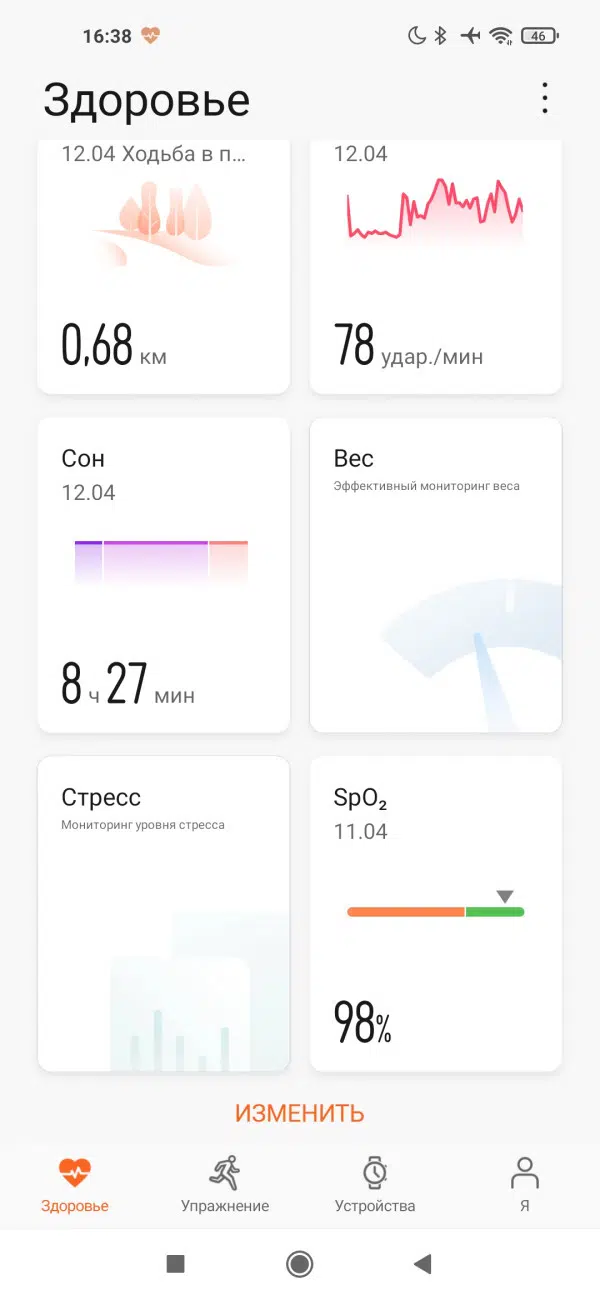 16:38
46
Здоровье
12.04 Ходьба в п...
12.04
0,68 км
78 удар./мин
Сон
12.04
8 ч 27 мин
Вес
Эффективный мониторинг веса
Стресс
Мониторинг уровня стресса
SpO₂
11.04
98%
ИЗМЕНИТЬ
Здоровье
Упражнение
Устройства
Я